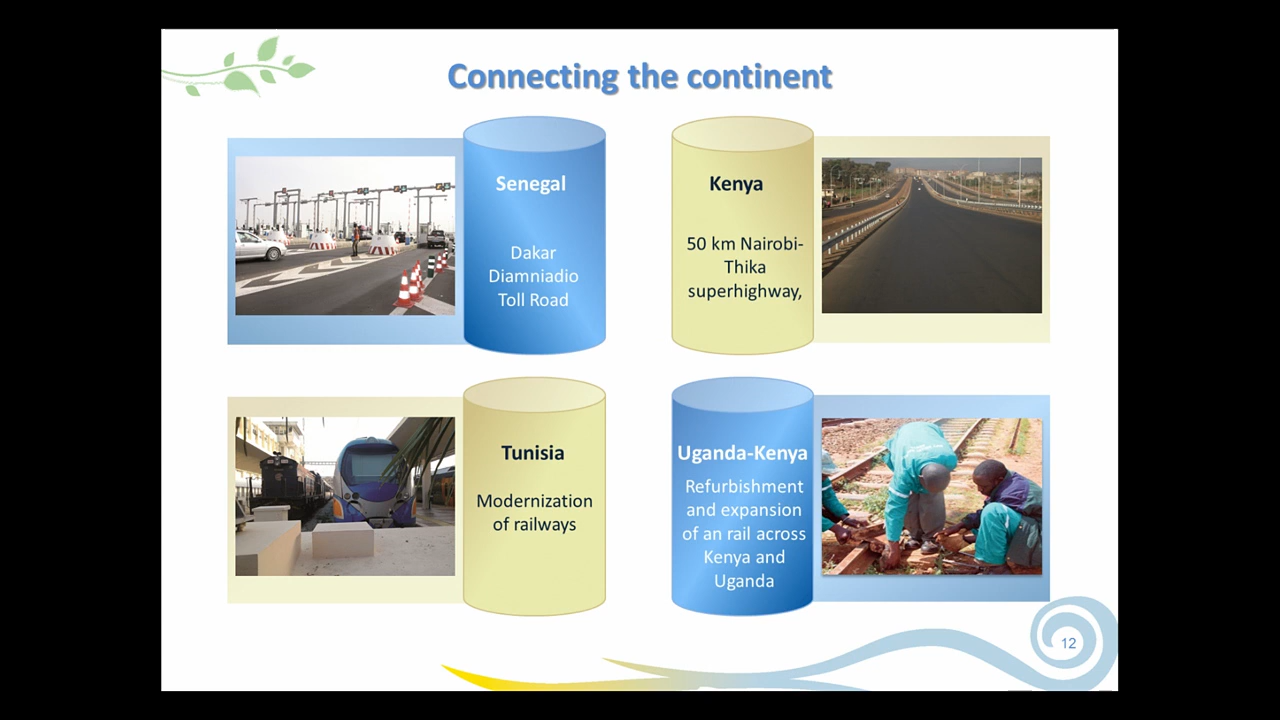 Connecting the continent
Senegal
Dakar
Diamniadio
Toll Road
Kenya
50 km Nairobi-
Thika
superhighway,
Tunisia
Modernization
of railways
Uganda-Kenya
Refurbishment
and expansion
of an rail across
Kenya and
Uganda
12